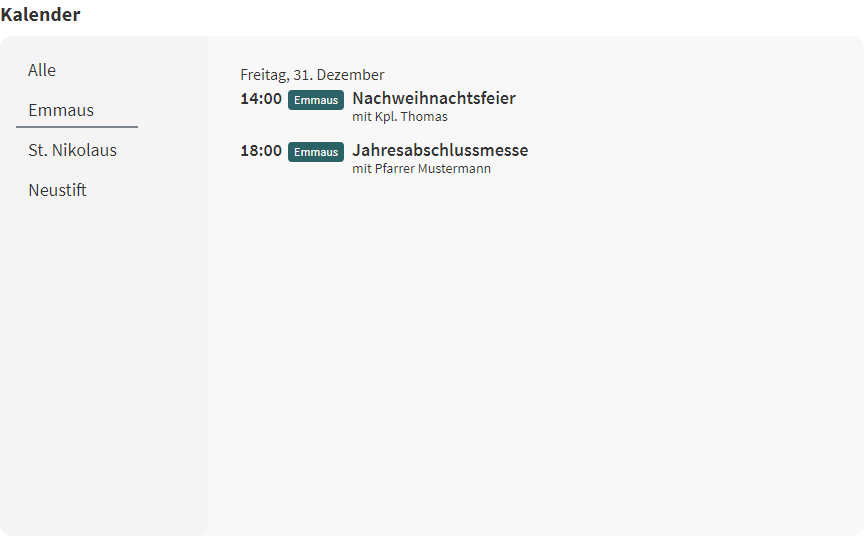 Kalender
Alle
Emmaus
St. Nikolaus
Neustift
Freitag, 31. Dezember
14:00 Emmaus Nachweihnachtsfeier
mit Kpl. Thomas
18:00 Emmaus Jahresabschlussmesse
mit Pfarrer Mustermann